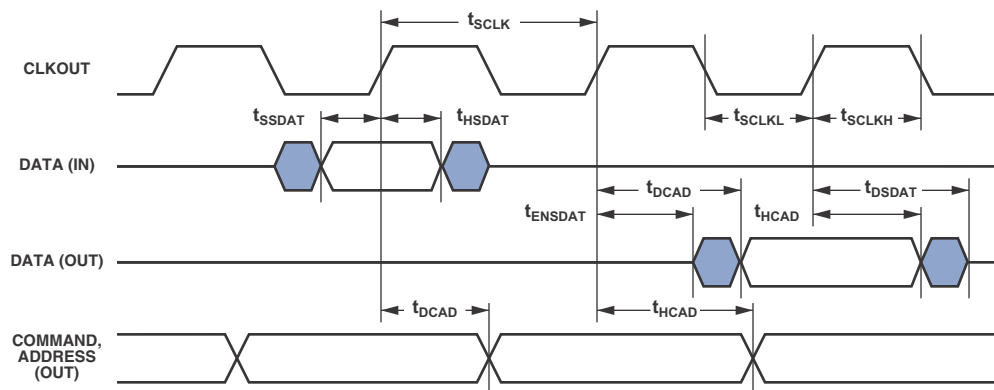 tSCLK
CLKOUT
tSSDAT
tHSDAT
tSCLKL
tSCLKH
DATA (IN)
tDCAD
tDSDAT
tENSDAT
tHCAD
DATA (OUT)
tDCAD
tHCAD
COMMAND,
ADDRESS
(OUT)